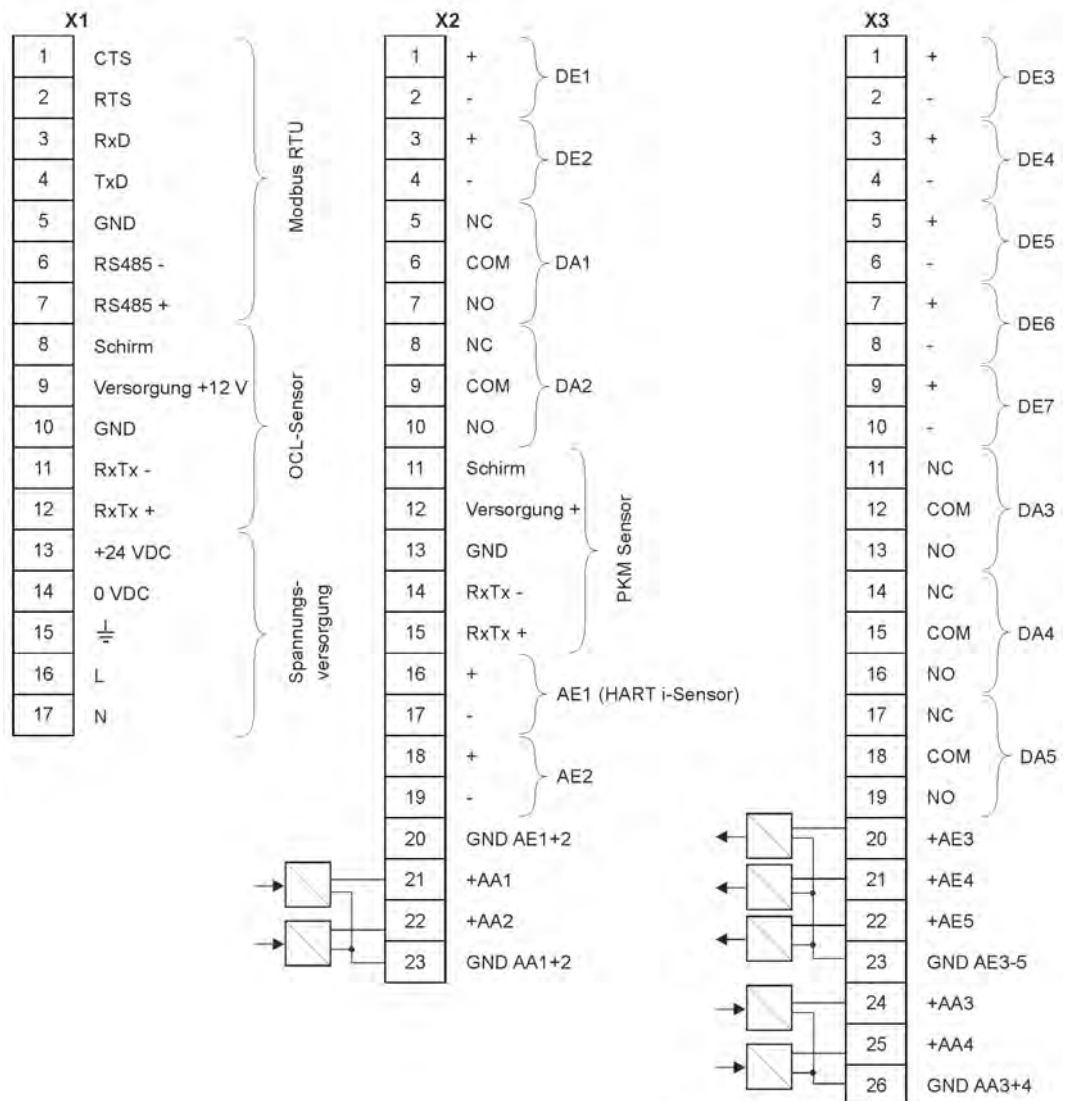 X1
1 CTS
2 RTS
3 RxD
4 TxD
5 GND
6 RS485 -
7 RS485 +
Modbus RTU
8 Schirm
9 Versorgung +12 V
10 GND
11 RxTx -
12 RxTx +
OCL-Sensor
13 +24 VDC
14 0 VDC
15
16 L
17 N
Spannungs-
versorgung
X2
1 +
2 -
DE1
3 +
4 -
DE2
5 NC
6 COM
7 NO
DA1
8 NC
9 COM
10 NO
DA2
11 Schirm
12 Versorgung +
13 GND
14 RxTx -
15 RxTx +
PKM Sensor
16 +
17 -
AE1 (HART i-Sensor)
18 +
19 -
AE2
20 GND AE1+2
21 +AA1
22 +AA2
23 GND AA1+2
X3
1 +
2 -
DE3
3 +
4 -
DE4
5 +
6 -
DE5
7 +
8 -
DE6
9 +
10 -
DE7
11 NC
12 COM
13 NO
DA3
14 NC
15 COM
16 NO
DA4
17 NC
18 COM
19 NO
DA5
20 +AE3
21 +AE4
22 +AE5
23 GND AE3-5
24 +AA3
25 +AA4
26 GND AA3+4